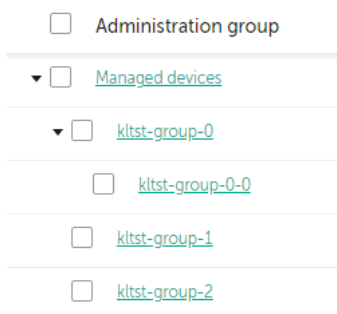 Administration group
Managed devices
kltst-group-0
kltst-group-0-0
kltst-group-1
kltst-group-2